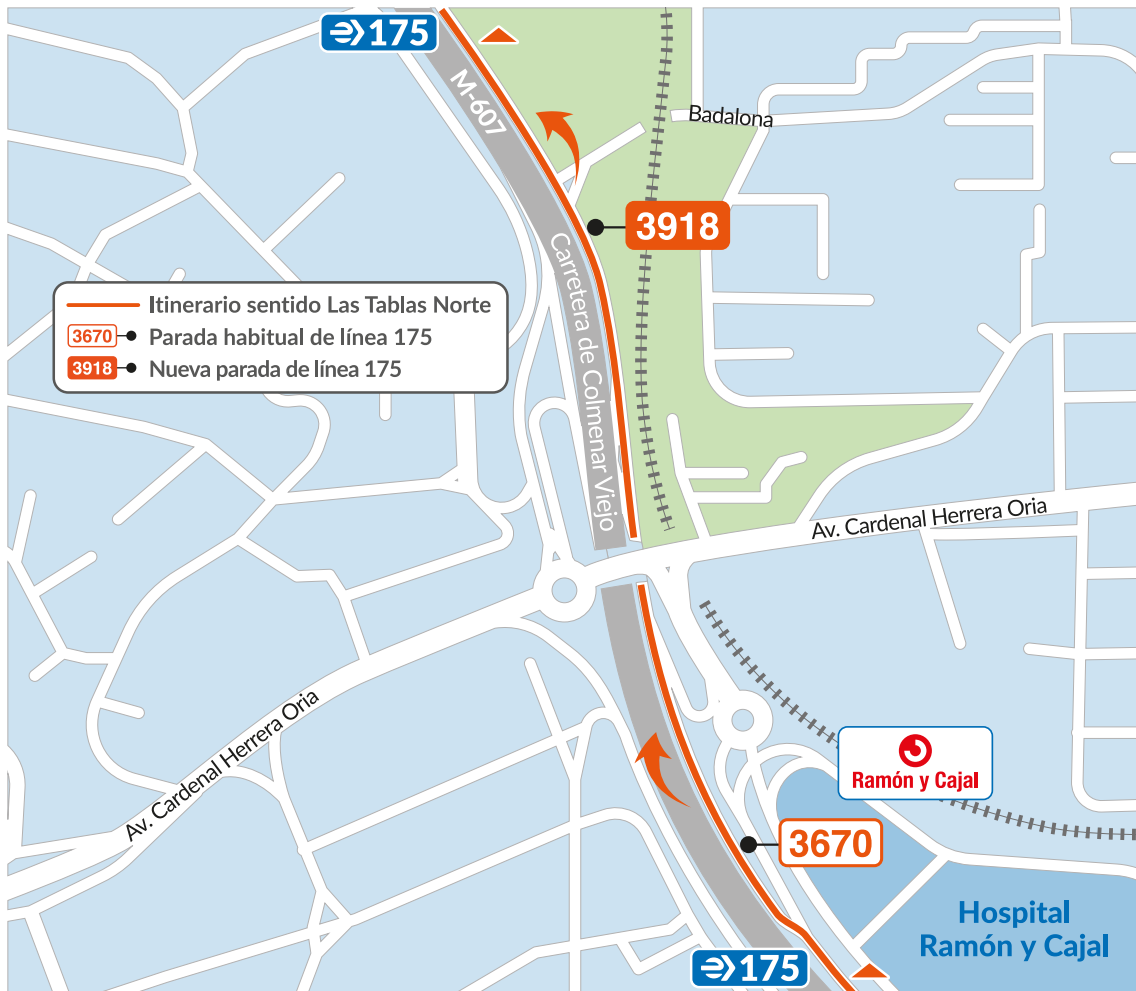 175
M-607
Badalona
3918
Carretera de Colmenar Viejo
Itinerario sentido Las Tablas Norte
3670 Parada habitual de línea 175
3918 Nueva parada de línea 175
Av. Cardenal Herrera Oria
Av. Cardenal Herrera Oria
Ramón y Cajal
3670
Hospital
Ramón y Cajal
175